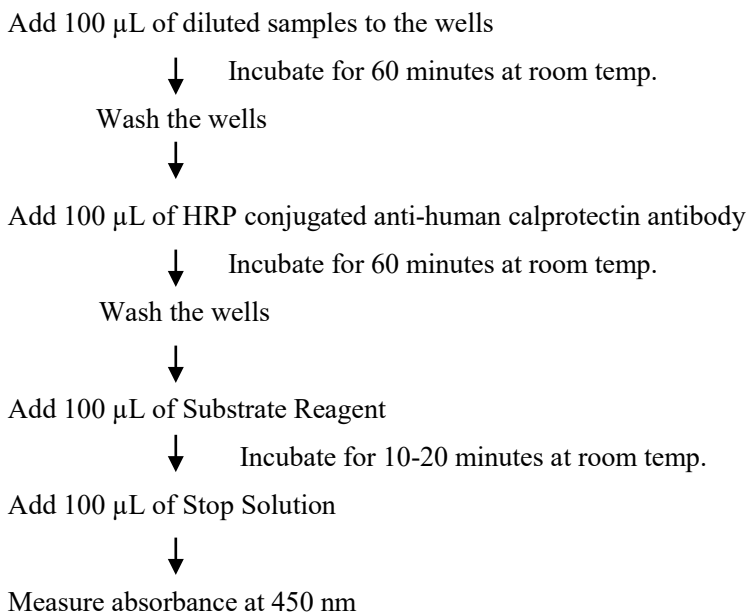 Add 100 µL of diluted samples to the wells
Incubate for 60 minutes at room temp.
Wash the wells
Add 100 µL of HRP conjugated anti-human calprotectin antibody
Incubate for 60 minutes at room temp.
Wash the wells
Add 100 µL of Substrate Reagent
Incubate for 10-20 minutes at room temp.
Add 100 µL of Stop Solution
Measure absorbance at 450 nm